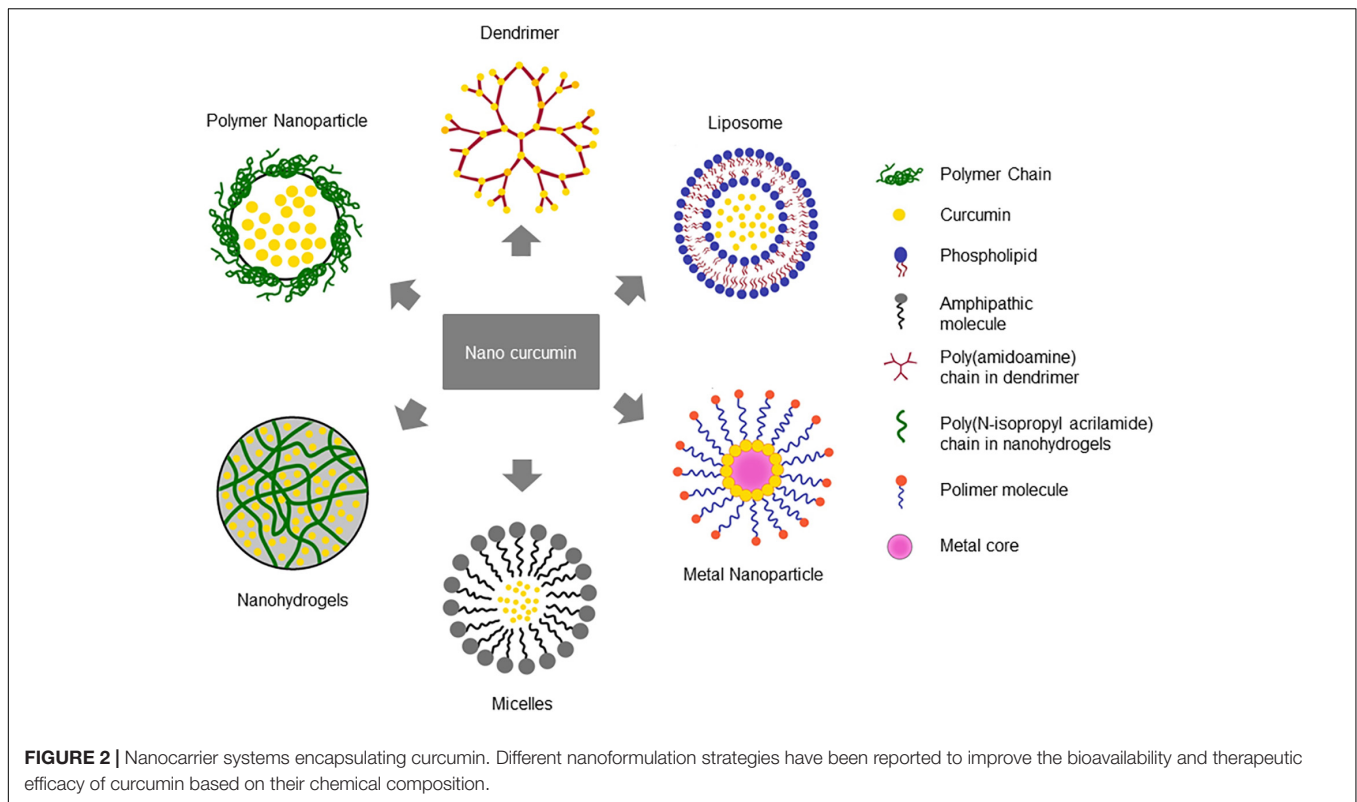 Dendrimer
Polymer Nanoparticle
Liposome
Nano curcumin
Nanohydrogels
Micelles
Metal Nanoparticle
Polymer Chain
Curcumin
Phospholipid
Amphipathic
molecule
Poly(amidoamine)
chain in dendrimer
Poly(N-isopropyl acrilamide)
chain in nanohydrogels
Polimer molecule
Metal core
FIGURE 2 | Nanocarrier systems encapsulating curcumin. Different nanoformulation strategies have been reported to improve the bioavailability and therapeutic
efficacy of curcumin based on their chemical composition.